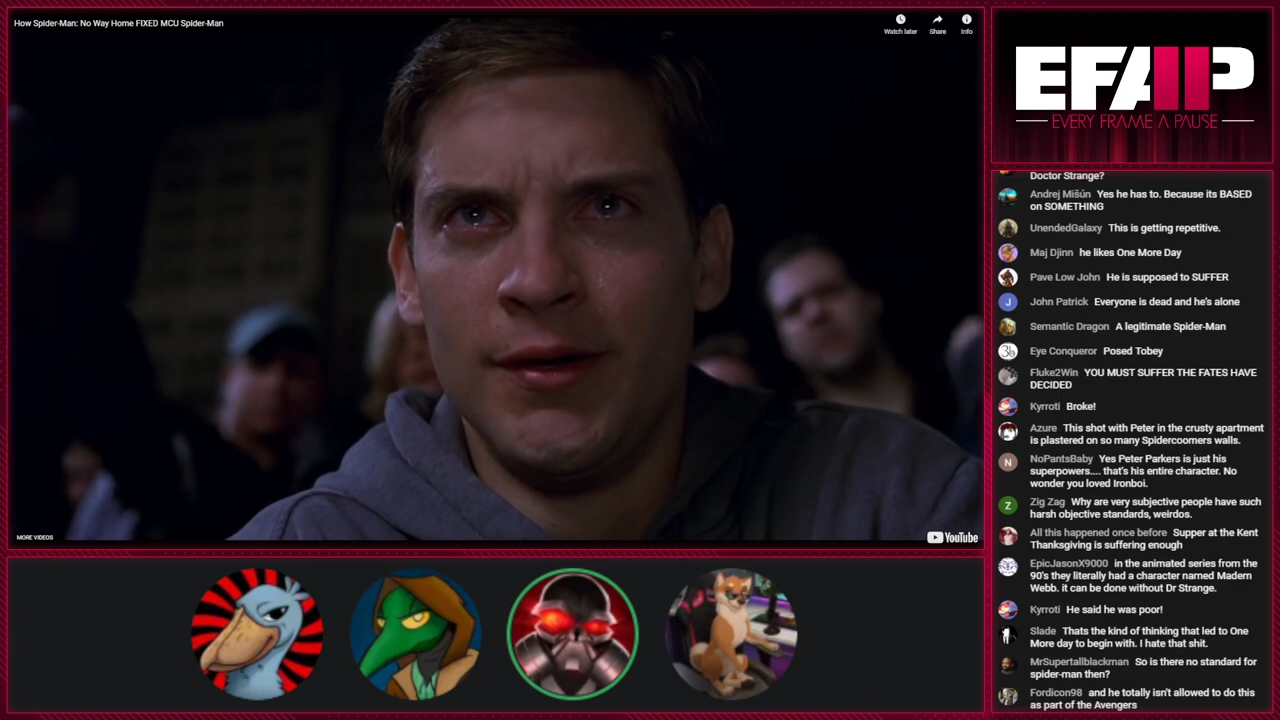 How Spider-Man: No Way Home FIXED MCU Spider-Man
Watch later
Share
Info
MORE VIDEOS
YouTube
EFAP
EVERY FRAME A PAUSE
Doctor Strange?
Andrej Mišún Yes he has to. Because its BASED
on SOMETHING
UnendedGalaxy This is getting repetitive.
Maj Djinn he likes One More Day
Pave Low John He is supposed to SUFFER
J
John Patrick Everyone is dead and he's alone
Semantic Dragon A legitimate Spider-Man
Eye Conqueror Posed Tobey
Fluke2Win YOU MUST SUFFER THE FATES HAVE
DECIDED
Kyrroti Broke!
Azure This shot with Peter in the crusty apartment
is plastered on so many Spidercoomers walls.
N
NoPantsBaby Yes Peter Parkers is just his
superpowers.... that's his entire character. No
wonder you loved Ironboi.
Z
Zig Zag Why are very subjective people have such
harsh objective standards, weirdos.
All this happened once before Supper at the Kent
Thanksgiving is suffering enough
EpicJasonX9000 in the animated series from the
90's they literally had a character named Madem
Webb. it can be done without Dr Strange.
Kyrroti He said he was poor!
Slade Thats the kind of thinking that led to One
More day to begin with. I hate that shit.
MrSupertallblackman So is there no standard for
spider-man then?
Fordicon98 and he totally isn't allowed to do this
as part of the Avengers